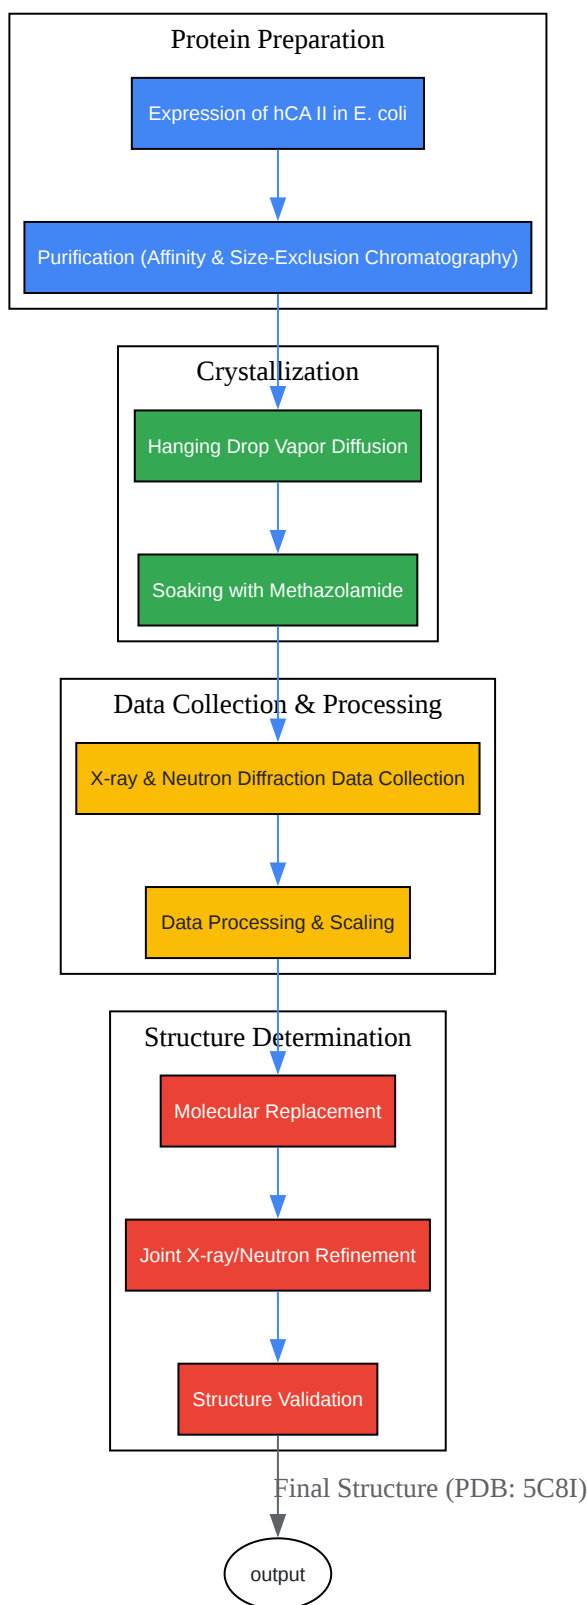 Protein Preparation
Expression of hCA II in E. coli
Purification (Affinity & Size-Exclusion Chromatography)
Crystallization
Hanging Drop Vapor Diffusion
Soaking with Methazolamide
Data Collection & Processing
X-ray & Neutron Diffraction Data Collection
Data Processing & Scaling
Structure Determination
Molecular Replacement
Joint X-ray/Neutron Refinement
Structure Validation
Final Structure (PDB: 5C8I)
output